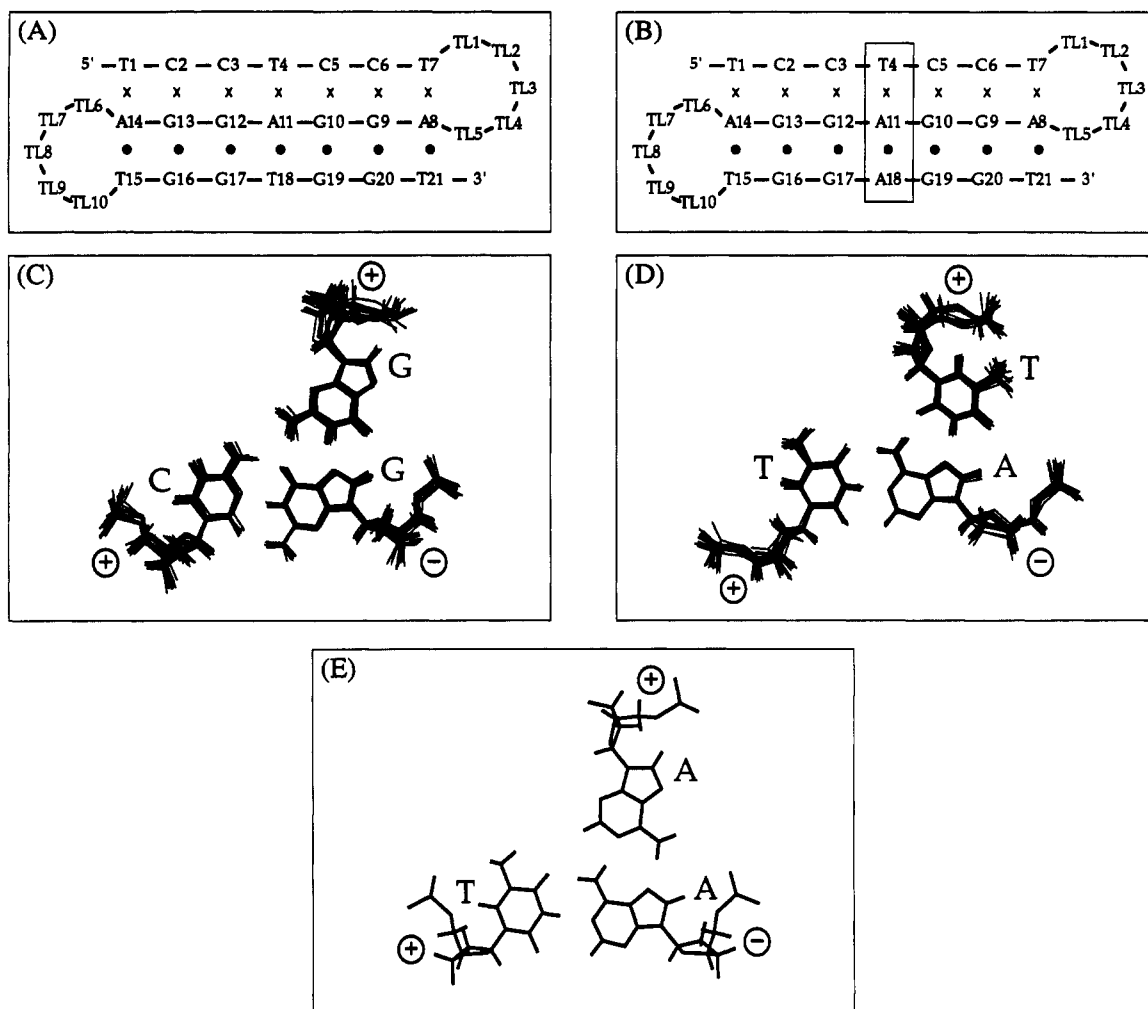 (A)
TL1
TL2
5' T1 C2 C3 T4 C5 C6 T7
TL3
x x x x x x x
TL6
TL7
TL4
A14 G13 G12 A11 G10 G9 A8
TL5
TL8
TL9
TL10
T15 G16 G17 T18 G19 G20 T21 3'
(B)
TL1
TL2
5' T1 C2 C3 T4 C5 C6 T7
TL3
x x x x x x x
TL6
TL7
TL4
A14 G13 G12 A11 G10 G9 A8
TL5
TL8
TL9
TL10
T15 G16 G17 A18 G19 G20 T21 3'
(C)
+
G
C G
+ −
(D)
+
T
T A
+ −
(E)
+
A
T A
+ −